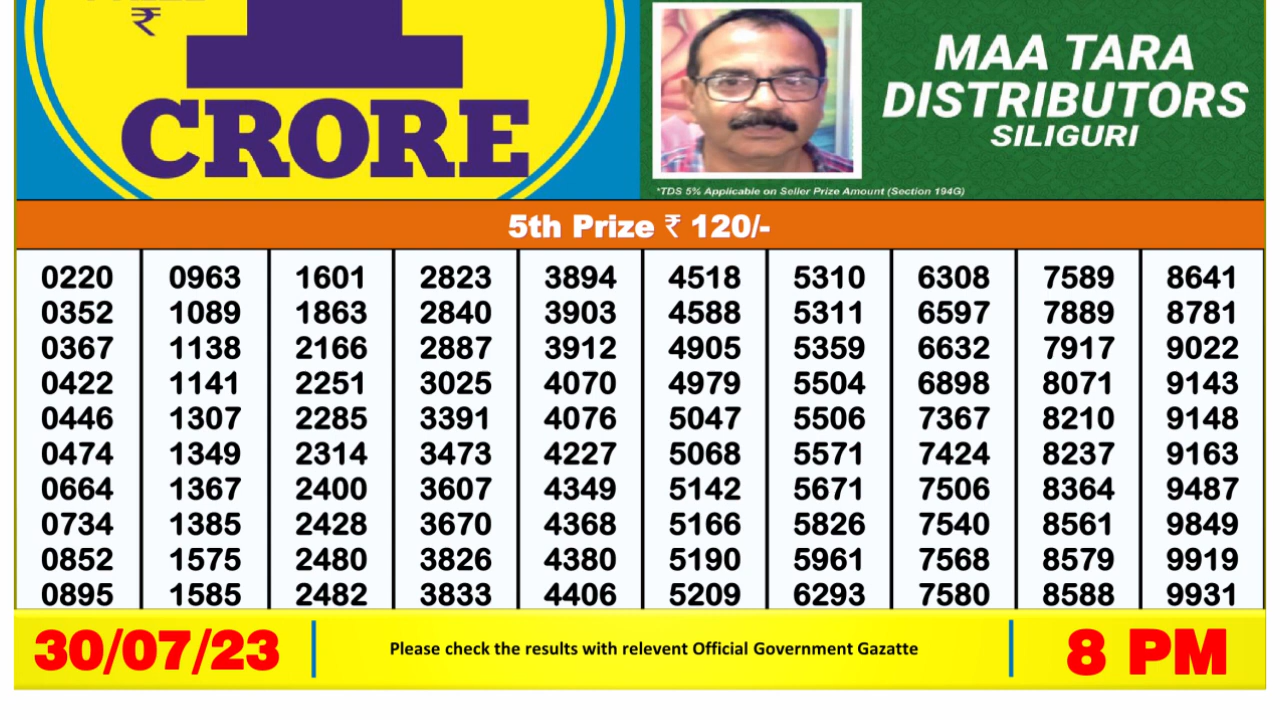 ₹
1
CRORE
MAA TARA
DISTRIBUTORS
SILIGURI
*TDS 5% Applicable on Seller Prize Amount (Section 194G)
5th Prize ₹ 120/-
0220 0963 1601 2823 3894 4518 5310 6308 7589 8641
0352 1089 1863 2840 3903 4588 5311 6597 7889 8781
0367 1138 2166 2887 3912 4905 5359 6632 7917 9022
0422 1141 2251 3025 4070 4979 5504 6898 8071 9143
0446 1307 2285 3391 4076 5047 5506 7367 8210 9148
0474 1349 2314 3473 4227 5068 5571 7424 8237 9163
0664 1367 2400 3607 4349 5142 5671 7506 8364 9487
0734 1385 2428 3670 4368 5166 5826 7540 8561 9849
0852 1575 2480 3826 4380 5190 5961 7568 8579 9919
0895 1585 2482 3833 4406 5209 6293 7580 8588 9931
30/07/23
Please check the results with relevent Official Government Gazatte
8 PM